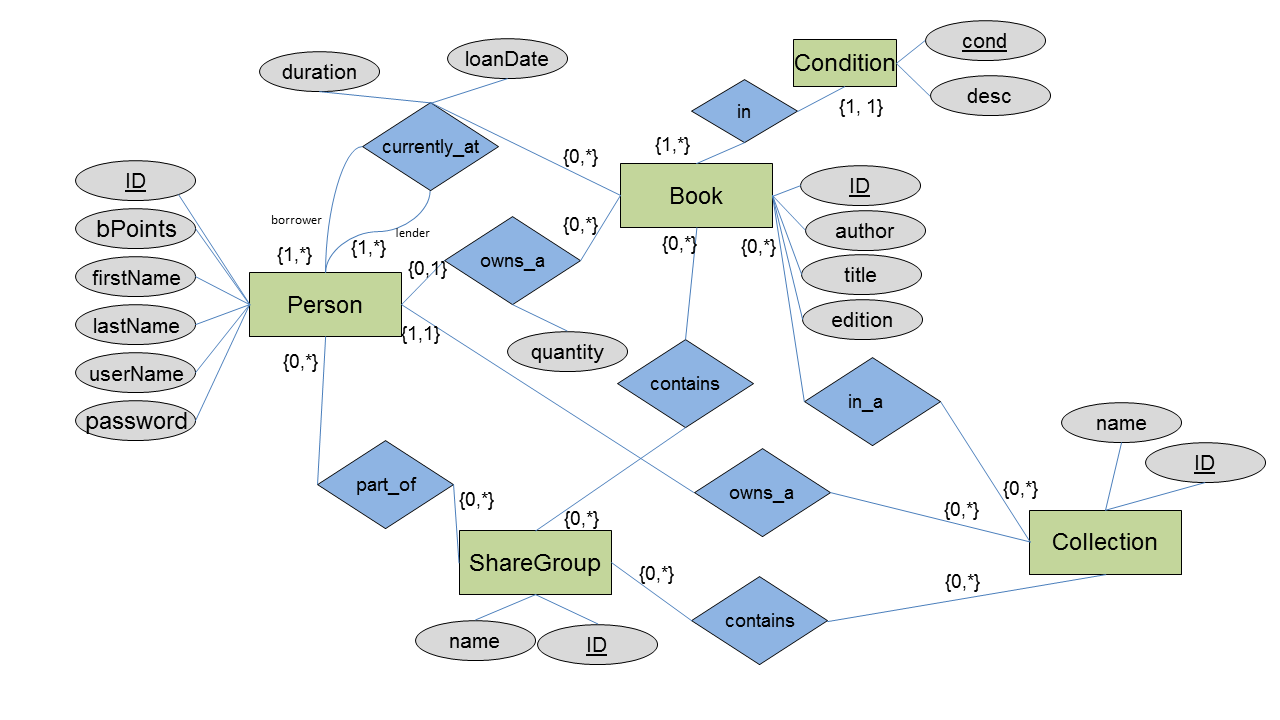 cond
Condition
desc
{1, 1}
in
{1,*}
loanDate
duration
currently_at
{0,*}
borrower
lender
{1,*}
{1,*}
ID
bPoints
firstName
lastName
userName
password
Person
{0,1}
{1,1}
{0,*}
owns_a
{0,*}
quantity
Book
ID
author
title
edition
{0,*}
{0,*}
contains
in_a
name
ID
{0,*}
part_of
{0,*}
{0,*}
owns_a
{0,*}
Collection
ShareGroup
{0,*}
{0,*}
contains
name
ID